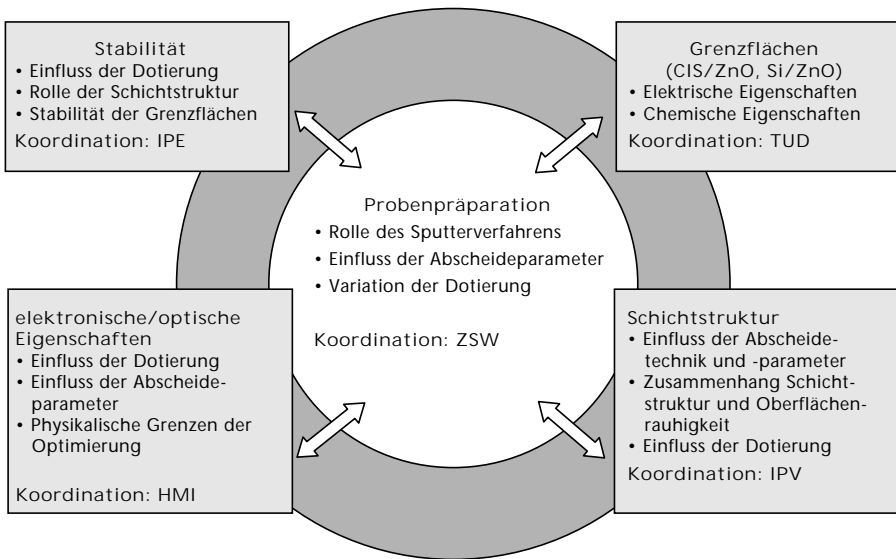 Stabilität
• Einfluss der Dotierung
• Rolle der Schichtstruktur
• Stabilität der Grenzflächen
Koordination: IPE
Grenzflächen
(CIS/ZnO, Si/ZnO)
• Elektrische Eigenschaften
• Chemische Eigenschaften
Koordination: TUD
Probenpräparation
• Rolle des Sputterverfahrens
• Einfluss der Abscheideparameter
• Variation der Dotierung
Koordination: ZSW
elektronische/optische
Eigenschaften
• Einfluss der Dotierung
• Einfluss der Abscheide-
parameter
• Physikalische Grenzen der
Optimierung
Koordination: HMI
Schichtstruktur
• Einfluss der Abscheide-
technik und -parameter
• Zusammenhang Schicht-
struktur und Oberflächen-
rauhigkeit
• Einfluss der Dotierung
Koordination: IPV